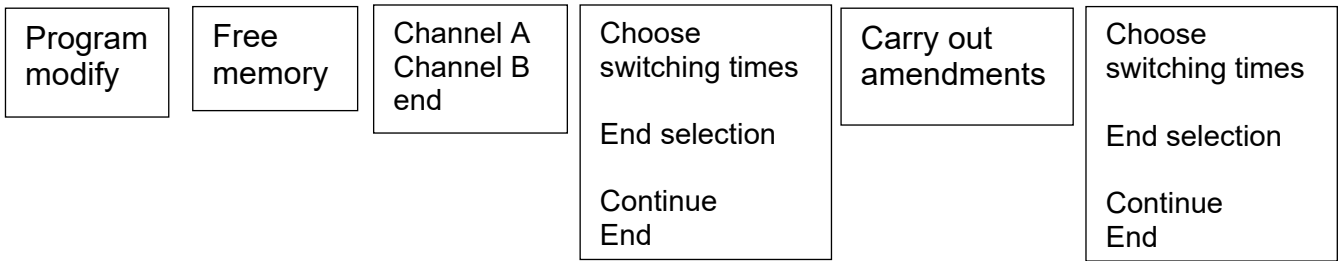 Program
modify
Free
memory
Channel A
Channel B
end
Choose
switching times
End selection
Continue
End
Carry out
amendments
Choose
switching times
End selection
Continue
End